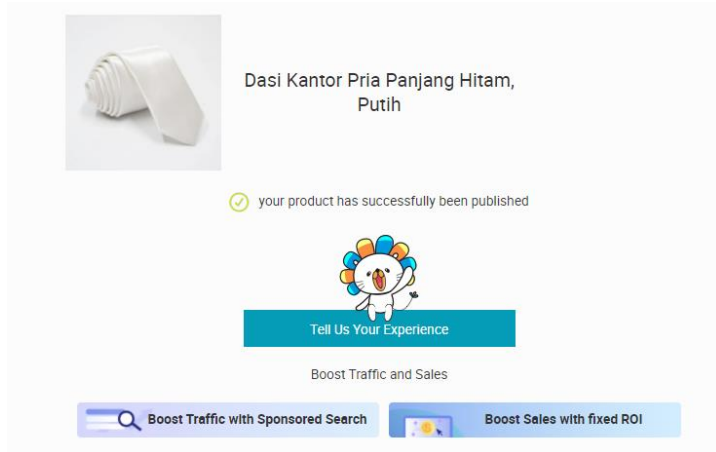 Dasi Kantor Pria Panjang Hitam,
Putih
your product has successfully been published
Tell Us Your Experience
Boost Traffic and Sales
Boost Traffic with Sponsored Search
Boost Sales with fixed ROI